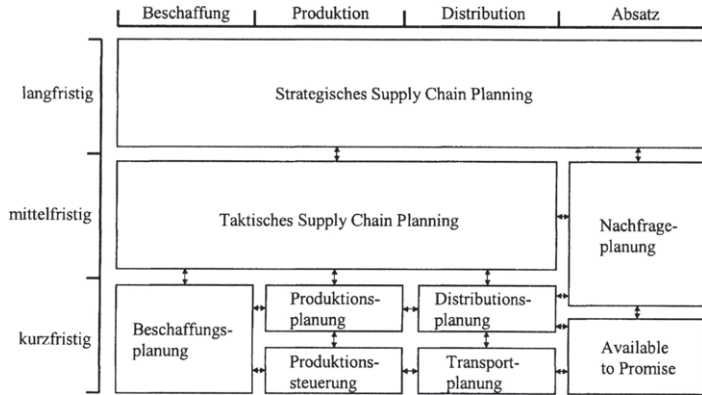 Beschaffung Produktion Distribution Absatz
langfristig
Strategisches Supply Chain Planning
mittelfristig
Taktisches Supply Chain Planning
Nachfrage-
planung
kurzfristig
Beschaffungs-
planung
Produktions-
planung
Distributions-
planung
Produktions-
steuerung
Transport-
planung
Available
to Promise